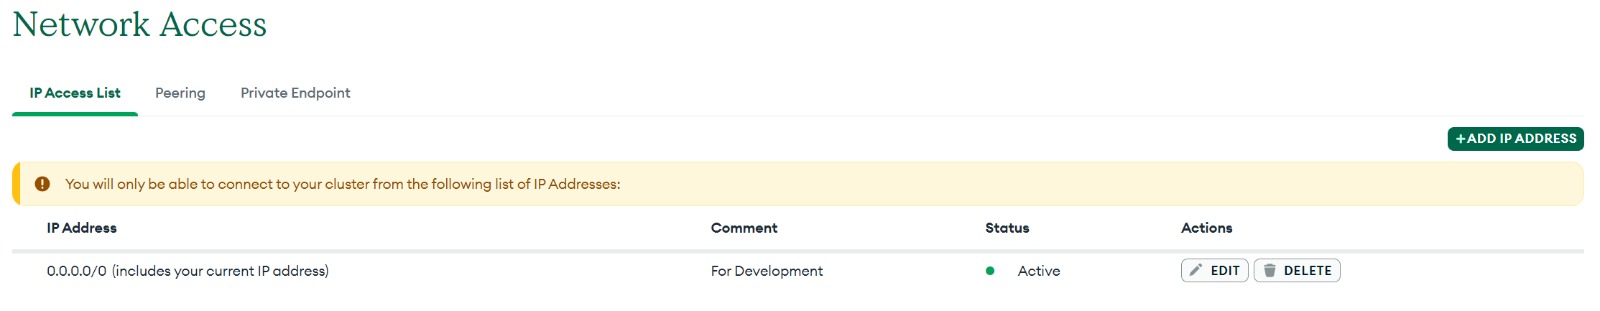 Network Access
IP Access List Peering Private Endpoint
+ADD IP ADDRESS
You will only be able to connect to your cluster from the following list of IP Addresses:
IP Address Comment Status Actions
0.0.0.0/0 (includes your current IP address) For Development Active EDIT DELETE